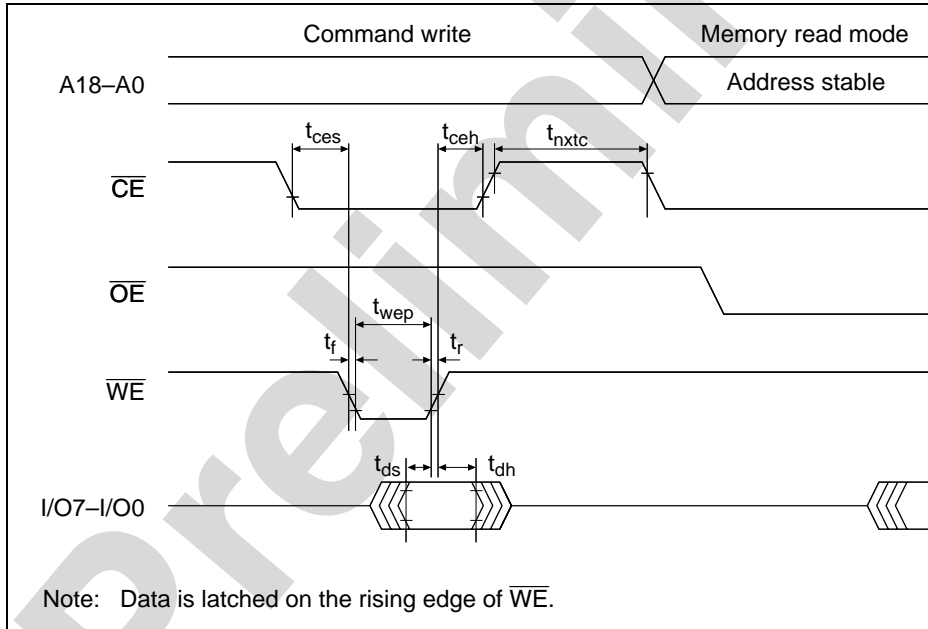 Command write Memory read mode
A18–A0 Address stable
tces tceh tnxtc
CE
OE
twep
tf tr
WE
tds tdh
I/O7–I/O0
Note: Data is latched on the rising edge of WE.
Prelimi